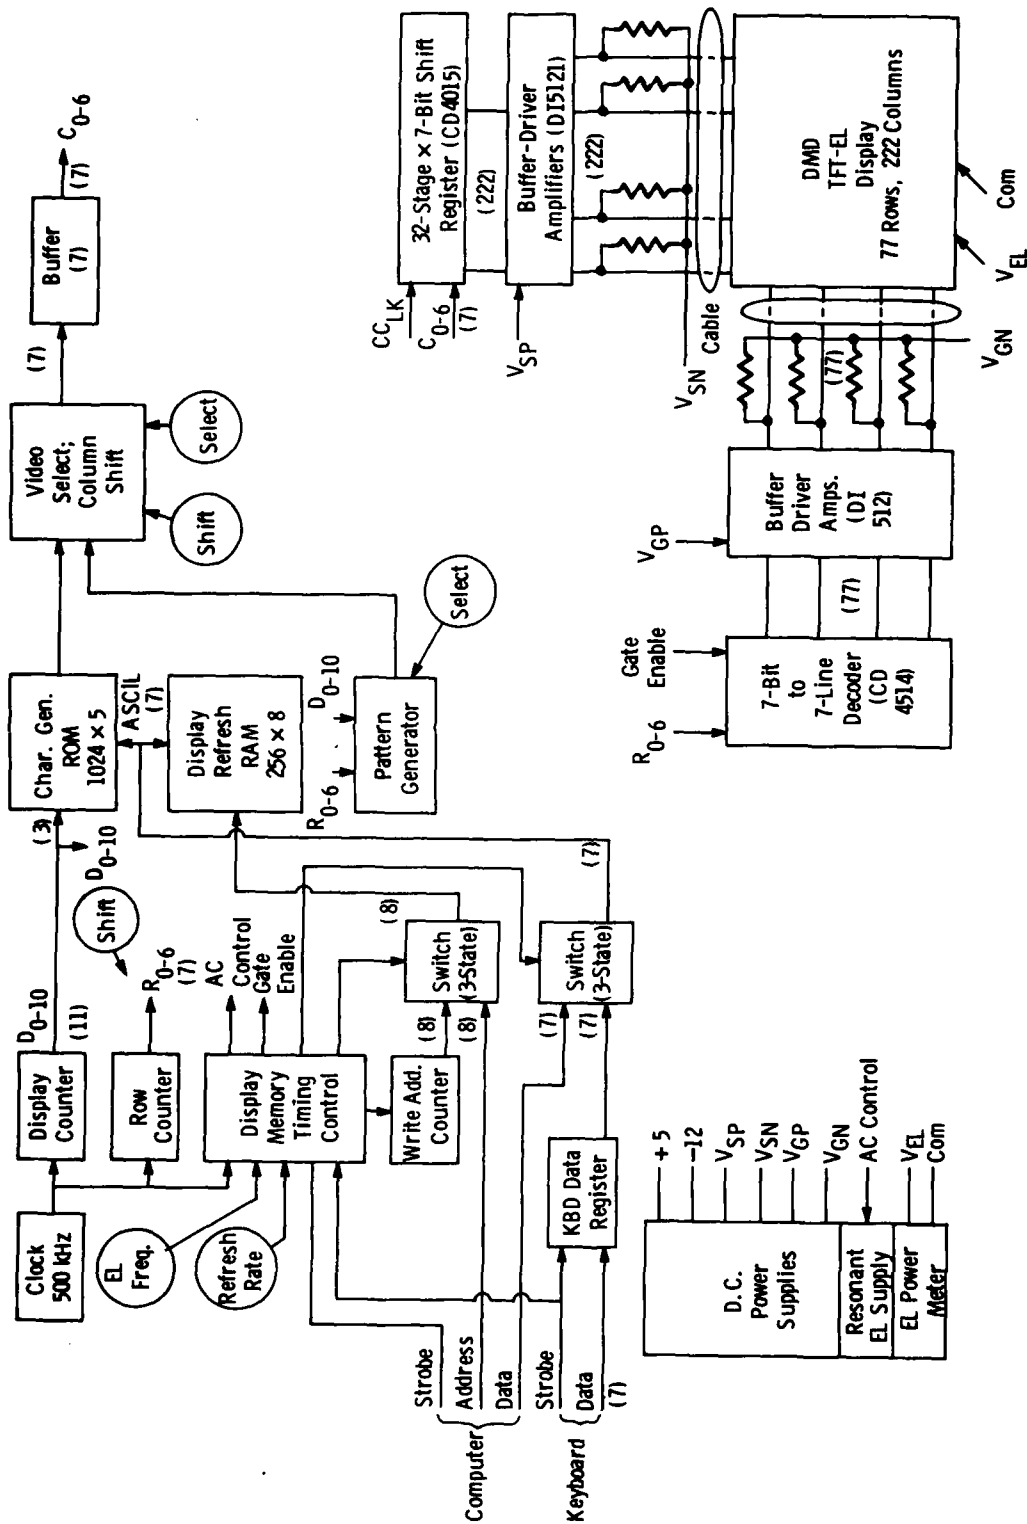 Clock
500 kHz
Display
Counter
D0-10
(11)
(3)
D0-10
Char. Gen.
ROM
1024 × 5
Video
Select;
Column
Shift
(7)
Buffer
(7)
C0-6
(7)
Shift
Select
EL
Freq.
Refresh
Rate
Row
Counter
R0-6
(7)
Shift
Display
Memory
Timing
Control
AC
Control
Gate
Enable
ASCIL
(7)
Display
Refresh
RAM
256 × 8
R0-6
D0-10
Pattern
Generator
Select
Write Add.
Counter
(8)
(8)
Switch
(3-State)
(8)
(7)
(7)
Switch
(3-State)
(7)
KBD Data
Register
Computer
Strobe
Address
Data
Keyboard
Strobe
Data
(7)
CCLK
C0-6
(7)
32-Stage × 7-Bit Shift
Register (CD4015)
(222)
VSP
Buffer-Driver
Amplifiers (DI5121)
(222)
VSN
Cable
DMD
TFT-EL
Display
77 Rows, 222 Columns
VEL
Com
R0-6
Gate
Enable
7-Bit
to
7-Line
Decoder
(CD
4514)
(77)
VGP
Buffer
Driver
Amps.
(DI
512)
(77)
VGN
D. C.
Power
Supplies
Resonant
EL Supply
EL Power
Meter
+5
-12
VSP
VSN
VGP
VGN
AC Control
VEL
Com